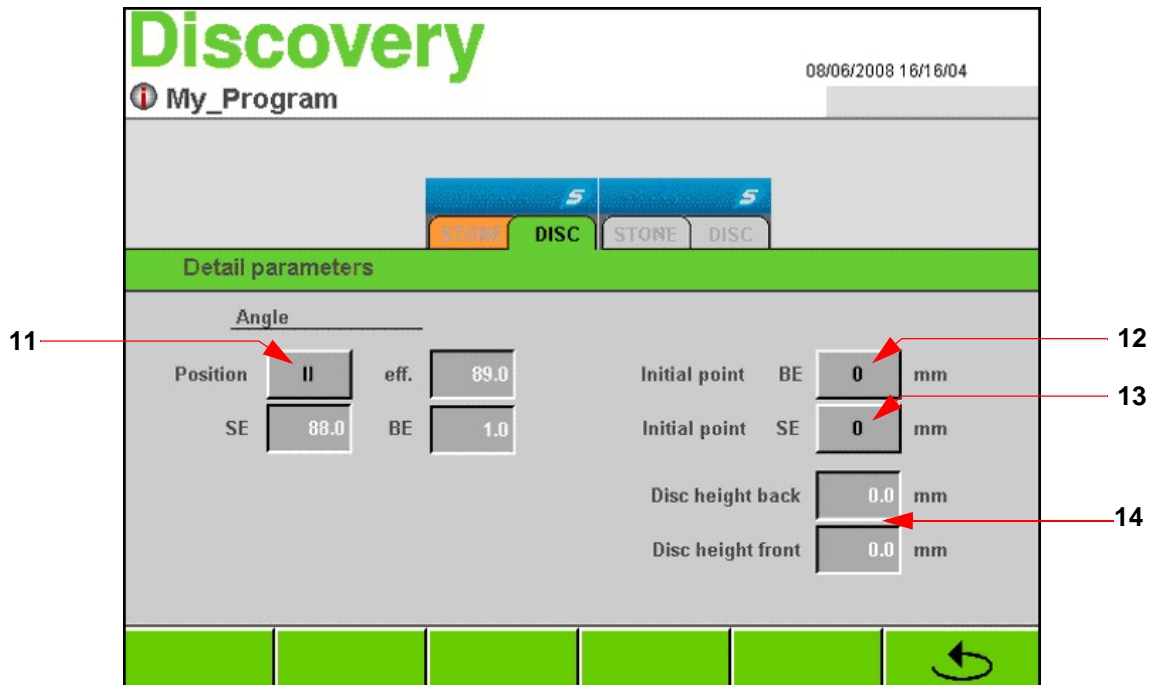 Discovery
08/06/2008 16/16/04
My_Program
STONE DISC STONE DISC
Detail parameters
Angle
11
12
Position II eff. 89.0 Initial point BE 0 mm
13
SE 88.0 BE 1.0 Initial point SE 0 mm
Disc height back 0.0 mm
14
Disc height front 0.0 mm